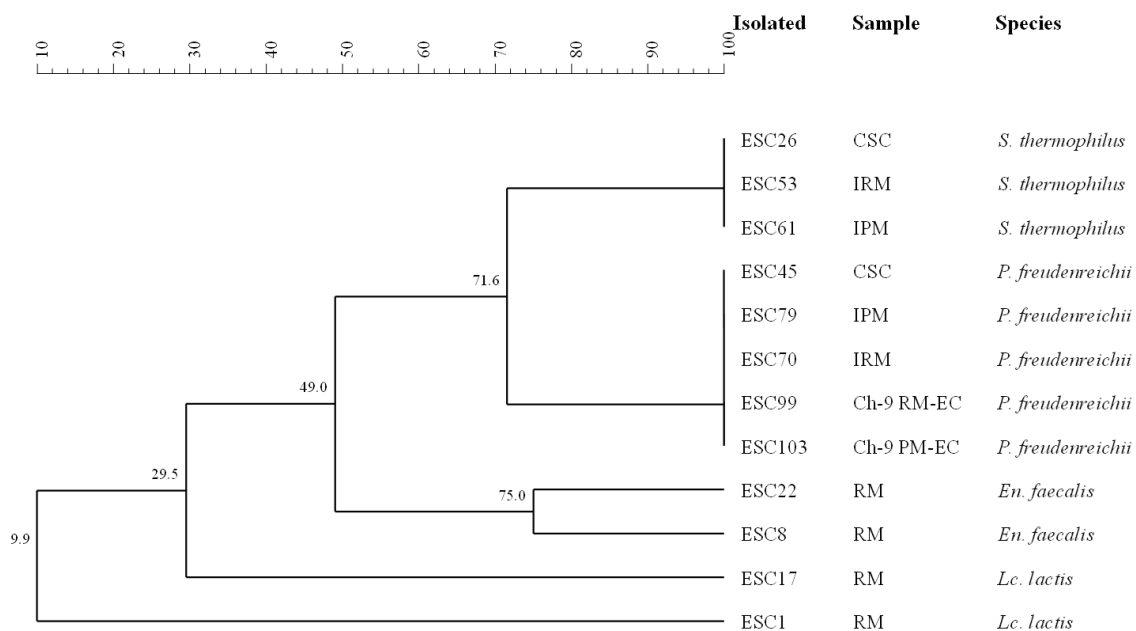 Isolated Sample Species
10 20 30 40 50 60 70 80 90 100
ESC26 CSC S. thermophilus
ESC53 IRM S. thermophilus
ESC61 IPM S. thermophilus
ESC45 CSC P. freudenreichii
71.6
ESC79 IPM P. freudenreichii
ESC70 IRM P. freudenreichii
49.0
ESC99 Ch-9 RM-EC P. freudenreichii
ESC103 Ch-9 PM-EC P. freudenreichii
29.5
75.0
ESC22 RM En. faecalis
ESC8 RM En. faecalis
9.9
ESC17 RM Lc. lactis
ESC1 RM Lc. lactis